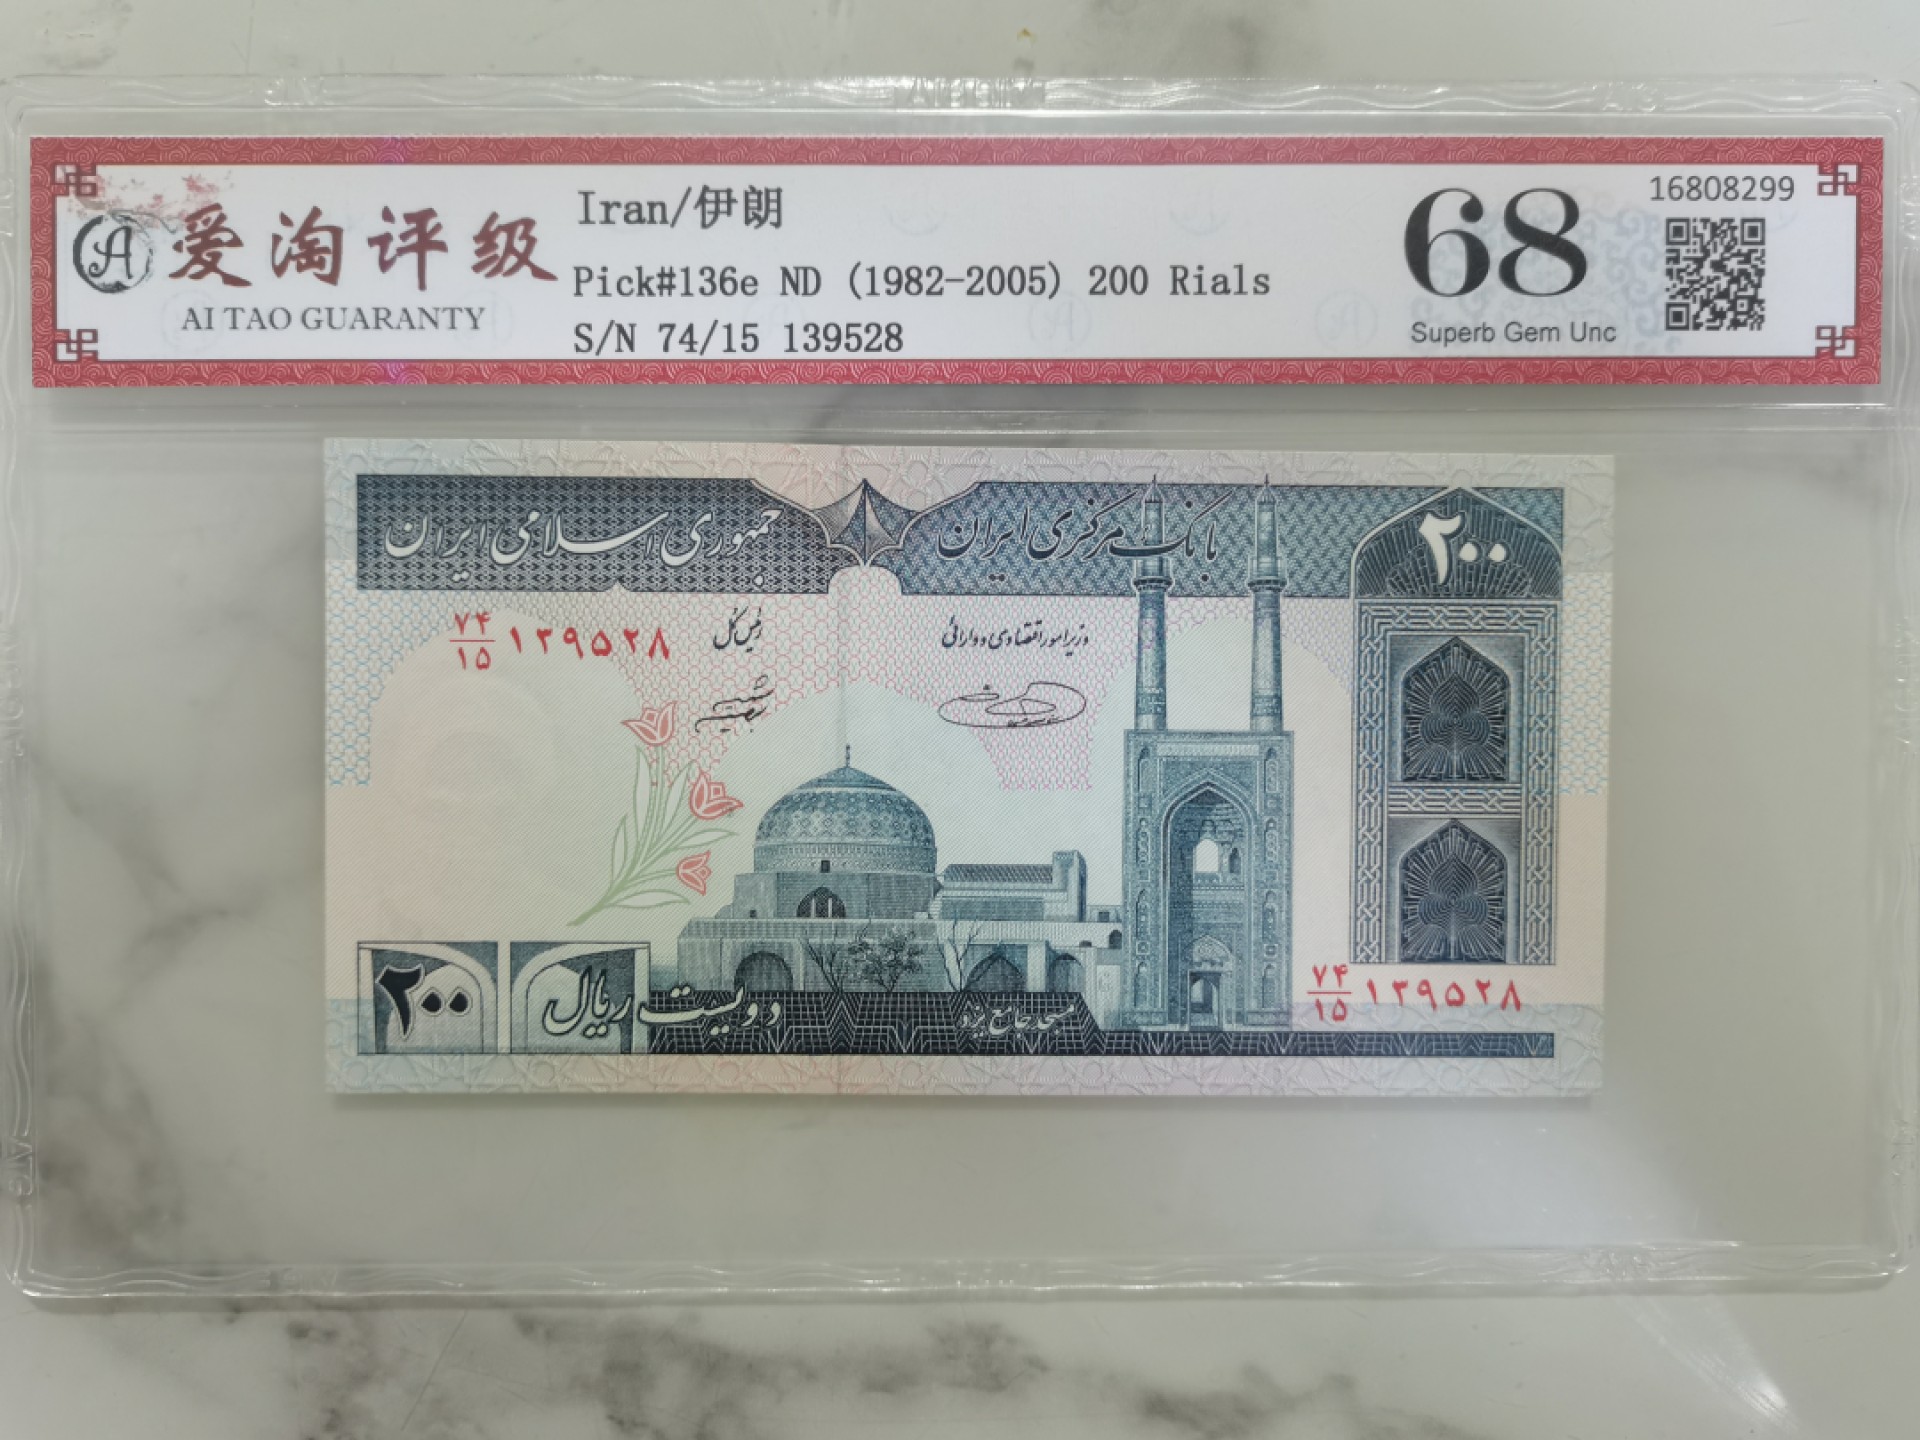 爱淘评级
AI TAO GUARANTY
Iran/伊朗
Pick#136e ND (1982-2005) 200 Rials
S/N 74/15 139528
68
Superb Gem Unc
16808299
بانک مرکزی ایران
جمهوری اسلامی ایران
۲۰۰
۷۴/۱۵ ۱۳۹۵۲۸
رئیس کل
وزیر امور اقتصادی و دارائی
۲۰۰
دویست ریال
مسجد جامع یزد
۷۴/۱۵ ۱۳۹۵۲۸